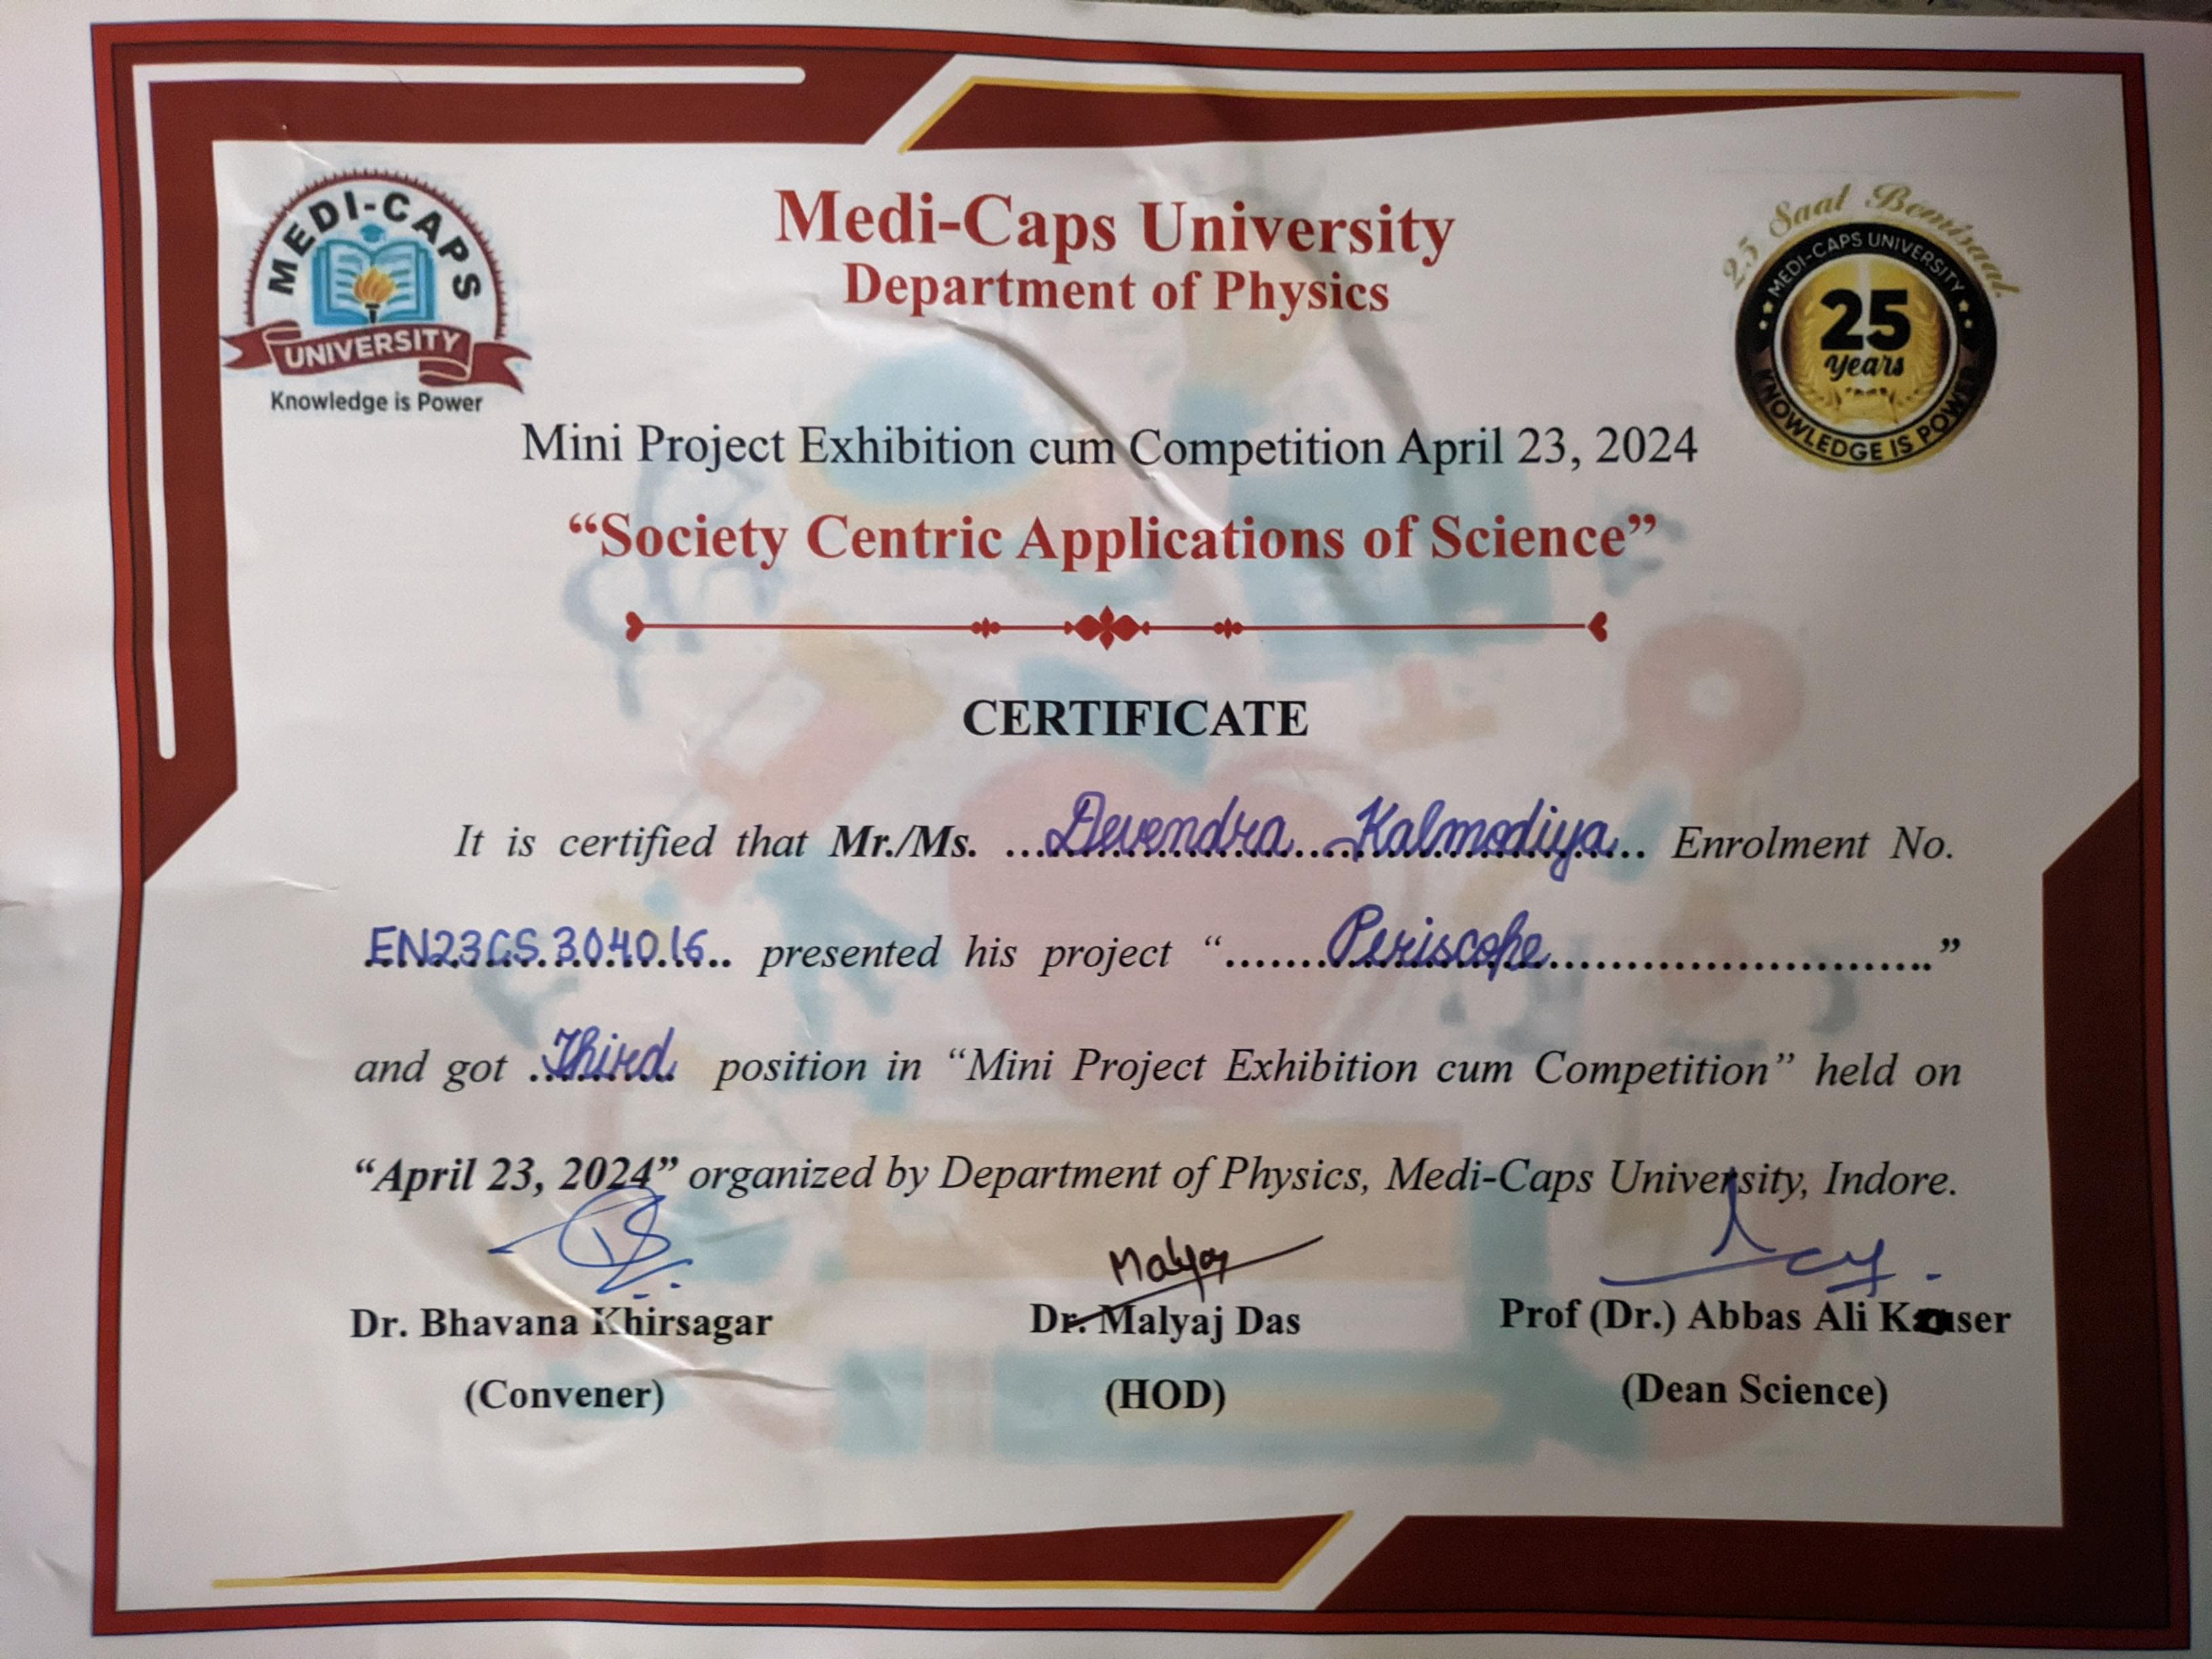 MEDI-CAPS
UNIVERSITY
Knowledge is Power
Medi-Caps University
Department of Physics
25 Saal Bemisaal
MEDI-CAPS UNIVERSITY
25
Years
KNOWLEDGE IS POWER
Mini Project Exhibition cum Competition April 23, 2024
“Society Centric Applications of Science”
CERTIFICATE
It is certified that Mr./Ms. ...Devendra...Kalmodiya... Enrolment No.
EN23CS304016.. presented his project “.......Periscope..............................”
and got .Third. position in “Mini Project Exhibition cum Competition” held on
“April 23, 2024” organized by Department of Physics, Medi-Caps University, Indore.
Malyaj
Dr. Bhavana Khirsagar Dr. Malyaj Das Prof (Dr.) Abbas Ali
(Convener) (HOD) (Dean Science)